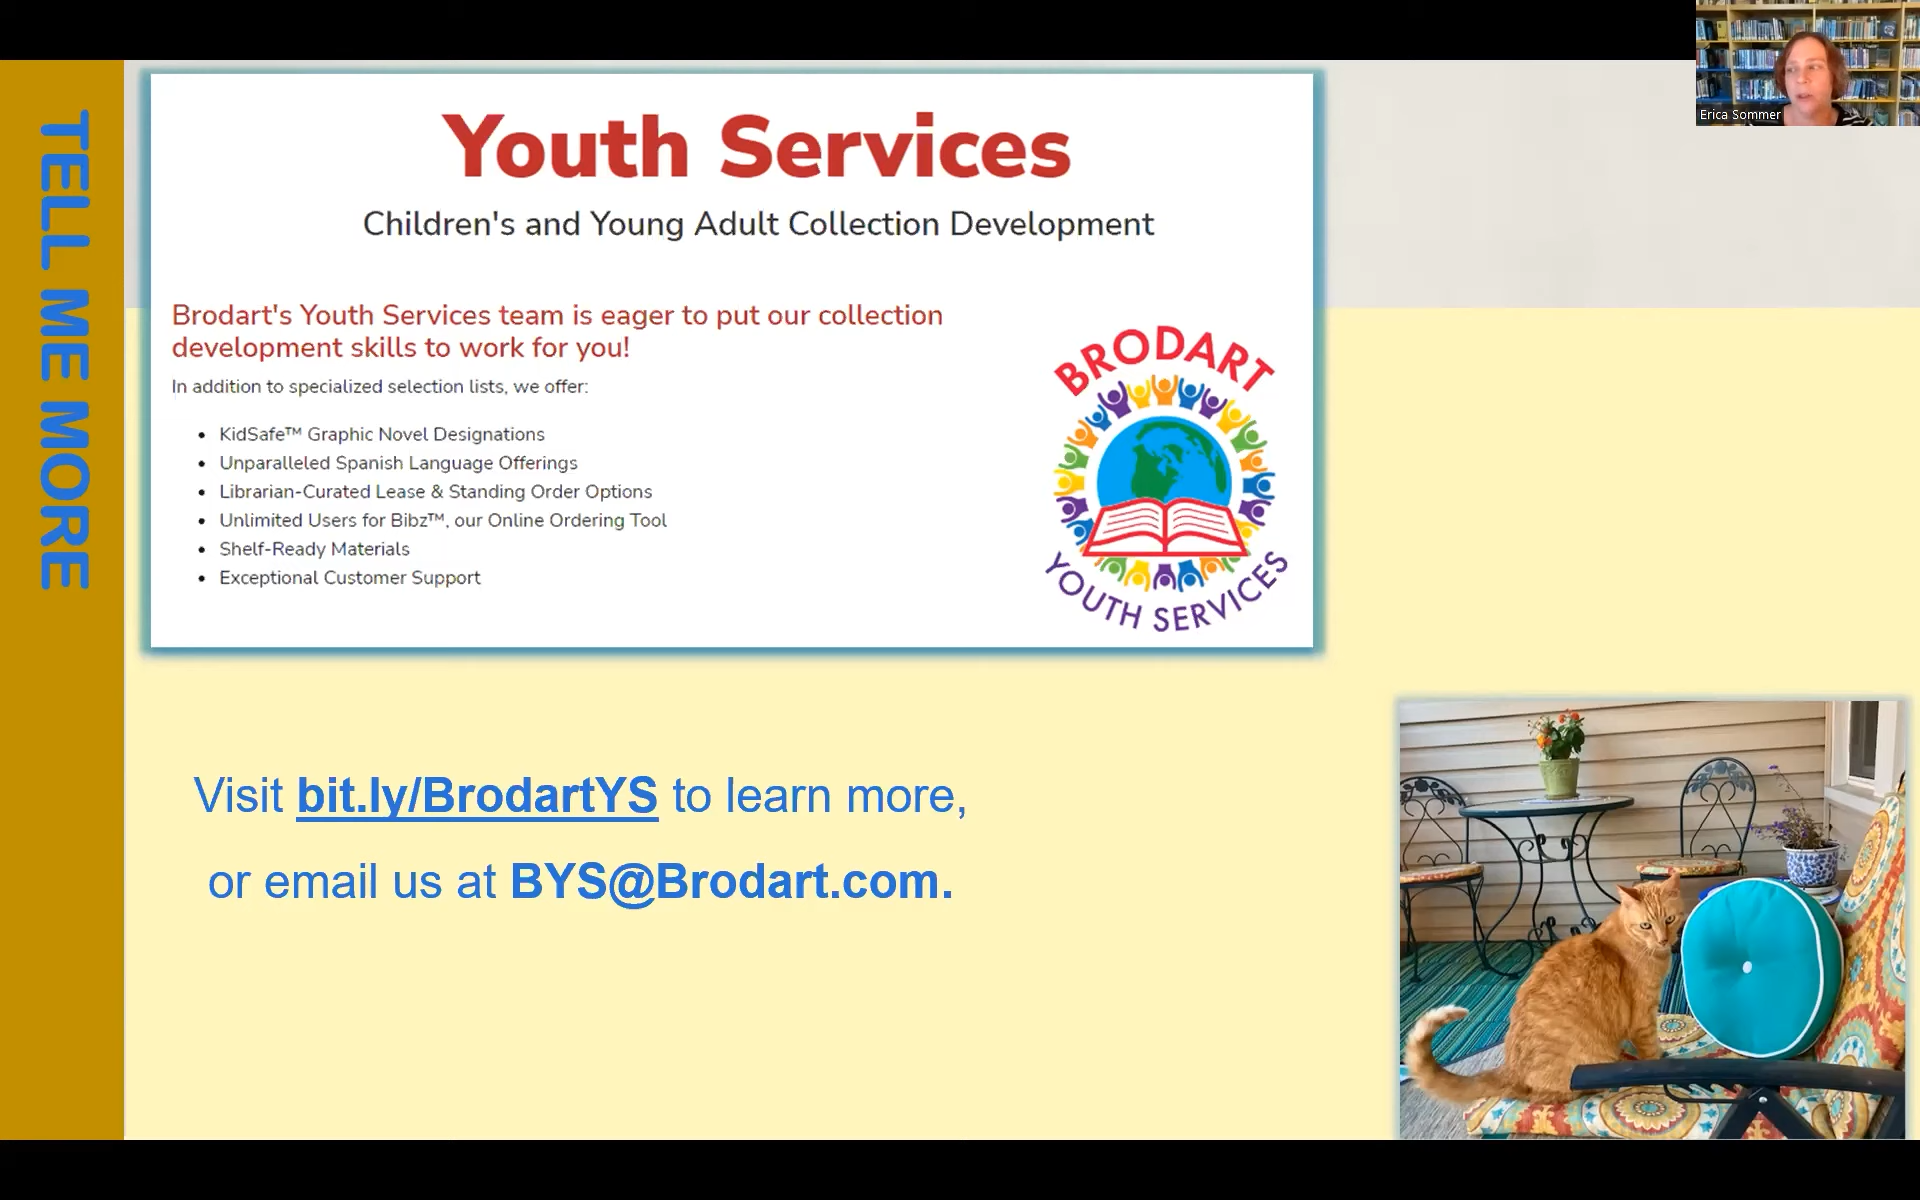 Erica Sommer
TELL ME MORE
Youth Services
Children's and Young Adult Collection Development
Brodart's Youth Services team is eager to put our collection
development skills to work for you!
In addition to specialized selection lists, we offer:
• KidSafe™ Graphic Novel Designations
• Unparalleled Spanish Language Offerings
• Librarian-Curated Lease & Standing Order Options
• Unlimited Users for Bibz™, our Online Ordering Tool
• Shelf-Ready Materials
• Exceptional Customer Support
BRODART
YOUTH SERVICES
Visit bit.ly/BrodartYS to learn more,
or email us at BYS@Brodart.com.